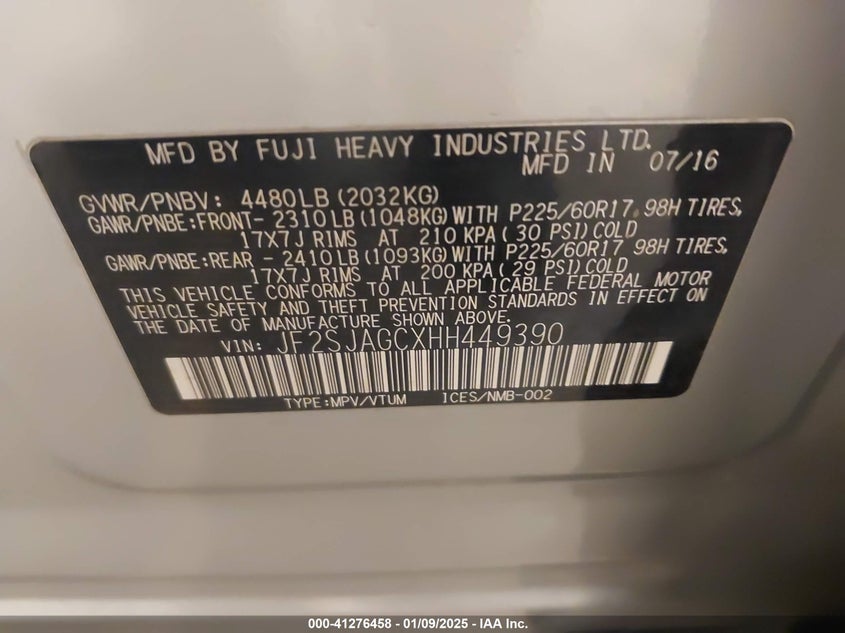 MFD BY FUJI HEAVY INDUSTRIES LTD.
MFD IN 07/16
GVWR/PNBV: 4480LB (2032KG)
GAWR/PNBE:FRONT- 2310LB (1048KG) WITH P225/60R17 98H TIRES,
17X7J RIMS AT 210 KPA ( 30 PSI) COLD
GAWR/PNBE:REAR - 2410LB (1093KG) WITH P225/60R17 98H TIRES,
17X7J RIMS AT 200 KPA ( 29 PSI) COLD
THIS VEHICLE CONFORMS TO ALL APPLICABLE FEDERAL MOTOR
VEHICLE SAFETY AND THEFT PREVENTION STANDARDS IN EFFECT ON
THE DATE OF MANUFACTURE SHOWN ABOVE.
VIN: JF2SJAGCXHH449390
TYPE:MPV/VTUM ICES/NMB-002
000-41276458 - 01/09/2025 - IAA Inc.